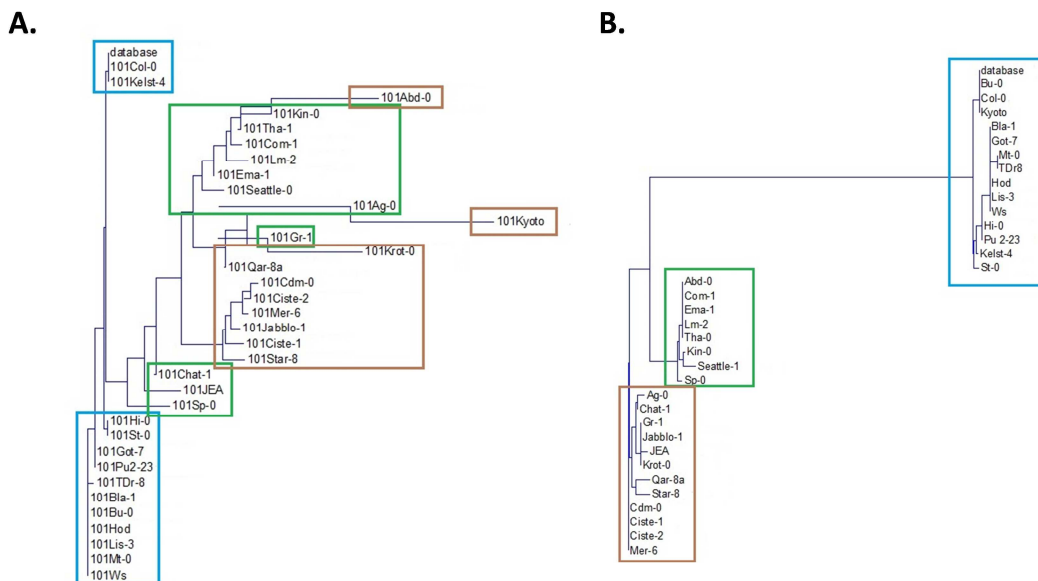 A.
database
101Col-0
101Kelst-4
101Abd-0
101Kin-0
101Tha-1
101Com-1
101Lm-2
101Ema-1
101Seattle-0
101Ag-0
101Kyoto
101Gr-1
101Krot-0
101Qar-8a
101Cdm-0
101Ciste-2
101Mer-6
101Jabblo-1
101Ciste-1
101Star-8
101Chat-1
101JEA
101Sp-0
101Hi-0
101St-0
101Got-7
101Pu2-23
101TDr-8
101Bla-1
101Bu-0
101Hod
101Lis-3
101Mt-0
101Ws
B.
database
Bu-0
Col-0
Kyoto
Bla-1
Got-7
Mt-0
TDr8
Hod
Lis-3
Ws
Hi-0
Pu 2-23
Kelst-4
St-0
Abd-0
Com-1
Ema-1
Lm-2
Tha-0
Kin-0
Seattle-1
Sp-0
Ag-0
Chat-1
Gr-1
Jabblo-1
JEA
Krot-0
Qar-8a
Star-8
Cdm-0
Ciste-1
Ciste-2
Mer-6